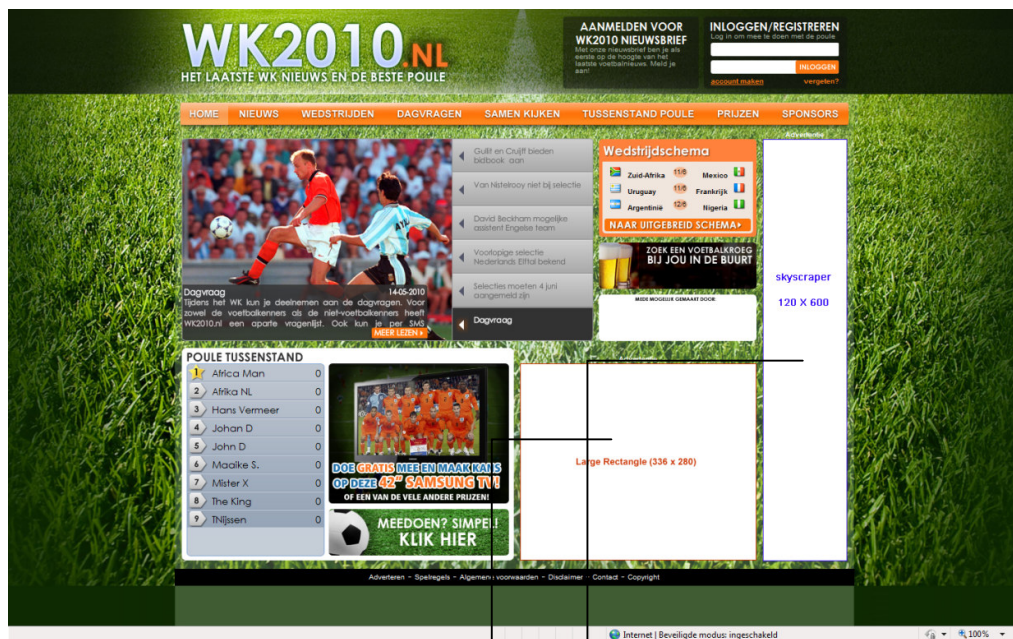 WK2010.NL
HET LAATSTE WK NIEUWS EN DE BESTE POULE
AANMELDEN VOOR
WK2010 NIEUWSBRIEF
Met onze nieuwsbrief ben je als
eerste op de hoogte van het
laatste voetbalnieuws. Meld je
aan!
INLOGGEN/REGISTREREN
Log in om mee te doen met de poule
INLOGGEN
account maken
vergeten?
HOME NIEUWS WEDSTRIJDEN DAGVRAGEN SAMEN KIJKEN TUSSENSTAND POULE PRIJZEN SPONSORS
Advertentie
Dagvraag 14-05-2010
Tijdens het WK kun je deelnemen aan de dagvragen. Voor
zowel de voetbalkenners als de niet-voetbalkenners heeft
WK2010.nl een aparte vragenlijst. Ook kun je per SMS
MEER LEZEN
Gullit en Cruijff bieden
bidbook aan
Van Nistelrooy niet bij selectie
David Beckham mogelijke
assistent Engelse team
Voorlopige selectie
Nederlands Elftal bekend
Selecties moeten 4 juni
aangemeld zijn
Dagvraag
Wedstrijdschema
Zuid-Afrika 11/6 Mexico
Uruguay 11/6 Frankrijk
Argentinië 12/6 Nigeria
NAAR UITGEBREID SCHEMA
ZOEK EEN VOETBALKROEG
BIJ JOU IN DE BUURT
MEDE MOGELIJK GEMAAKT DOOR:
skyscraper
120 X 600
POULE TUSSENSTAND
1 Africa Man 0
2 Afrika NL 0
3 Hans Vermeer 0
4 Johan D 0
5 John D 0
6 Maaike S. 0
7 Mister X 0
8 The King 0
9 TNijssen 0
DOE GRATIS MEE EN MAAK KANS
OP DEZE 42" SAMSUNG TV!
OF EEN VAN DE VELE ANDERE PRIJZEN!
MEEDOEN? SIMPEL!
KLIK HIER
Large Rectangle (336 x 280)
Adverteren - Spelregels - Algemene voorwaarden - Disclaimer - Contact - Copyright
Internet | Beveiligde modus: ingeschakeld
100%